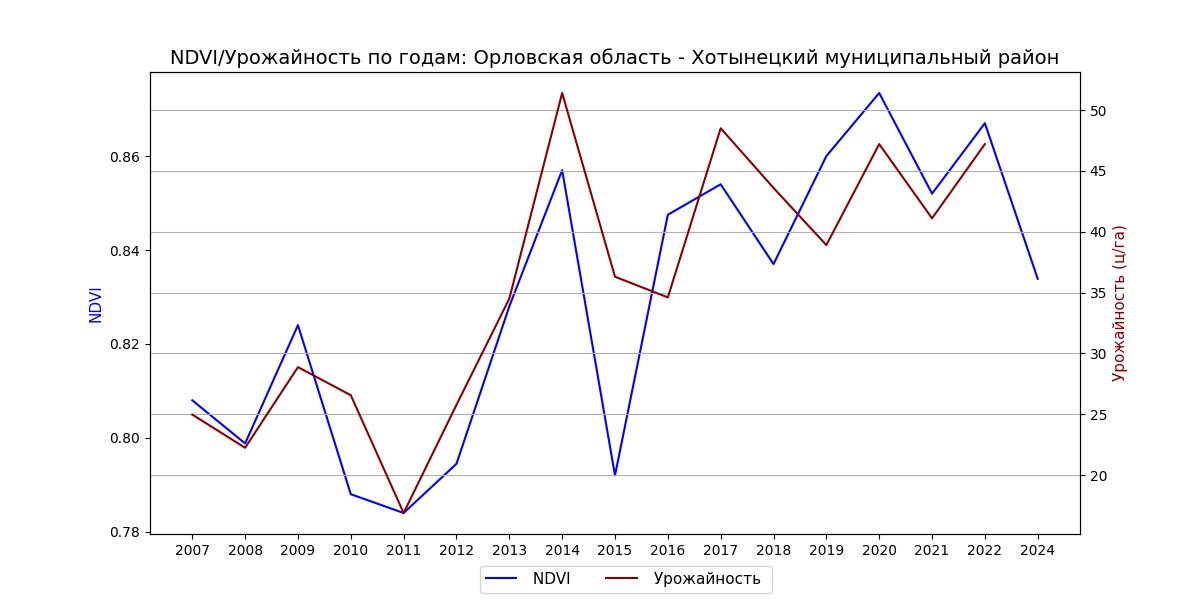 NDVI/Урожайность по годам: Орловская область - Хотынецкий муниципальный район
NDVI
0.86
0.84
0.82
0.80
0.78
50
45
40
35
30
25
20
Урожайность (ц/га)
2007 2008 2009 2010 2011 2012 2013 2014 2015 2016 2017 2018 2019 2020 2021 2022 2024
NDVI Урожайность